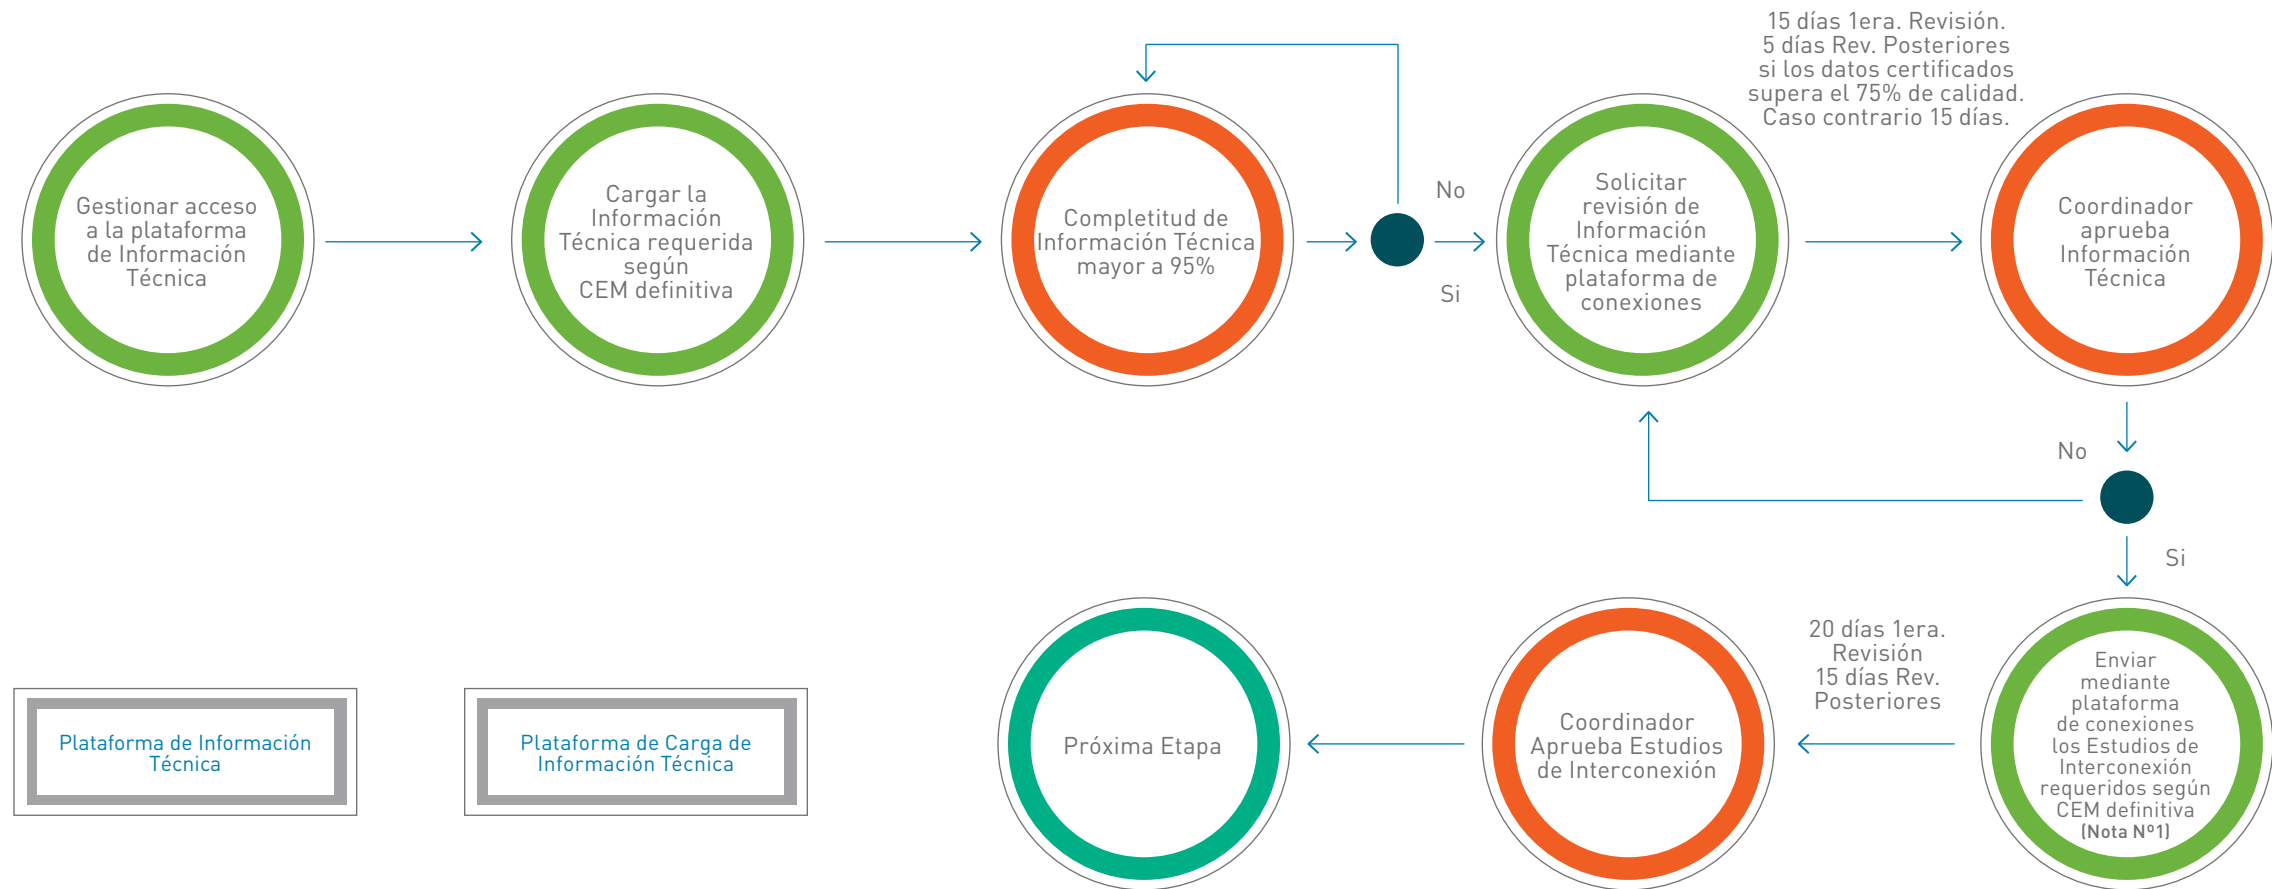 Gestionar acceso
a la plataforma
de Información
Técnica
Cargar la
Información
Técnica requerida
según
CEM definitiva
Completitud de
Información Técnica
mayor a 95%
No
Si
Solicitar
revisión de
Información
Técnica mediante
plataforma de
conexiones
15 días 1era. Revisión.
5 días Rev. Posteriores
si los datos certificados
supera el 75% de calidad.
Caso contrario 15 días.
Coordinador
aprueba
Información
Técnica
No
Si
Enviar
mediante
plataforma
de conexiones
los Estudios de
Interconexión
requeridos según
CEM definitiva
(Nota Nº1)
20 días 1era.
Revisión
15 días Rev.
Posteriores
Coordinador
Aprueba Estudios
de Interconexión
Próxima Etapa
Plataforma de Información
Técnica
Plataforma de Carga de
Información Técnica